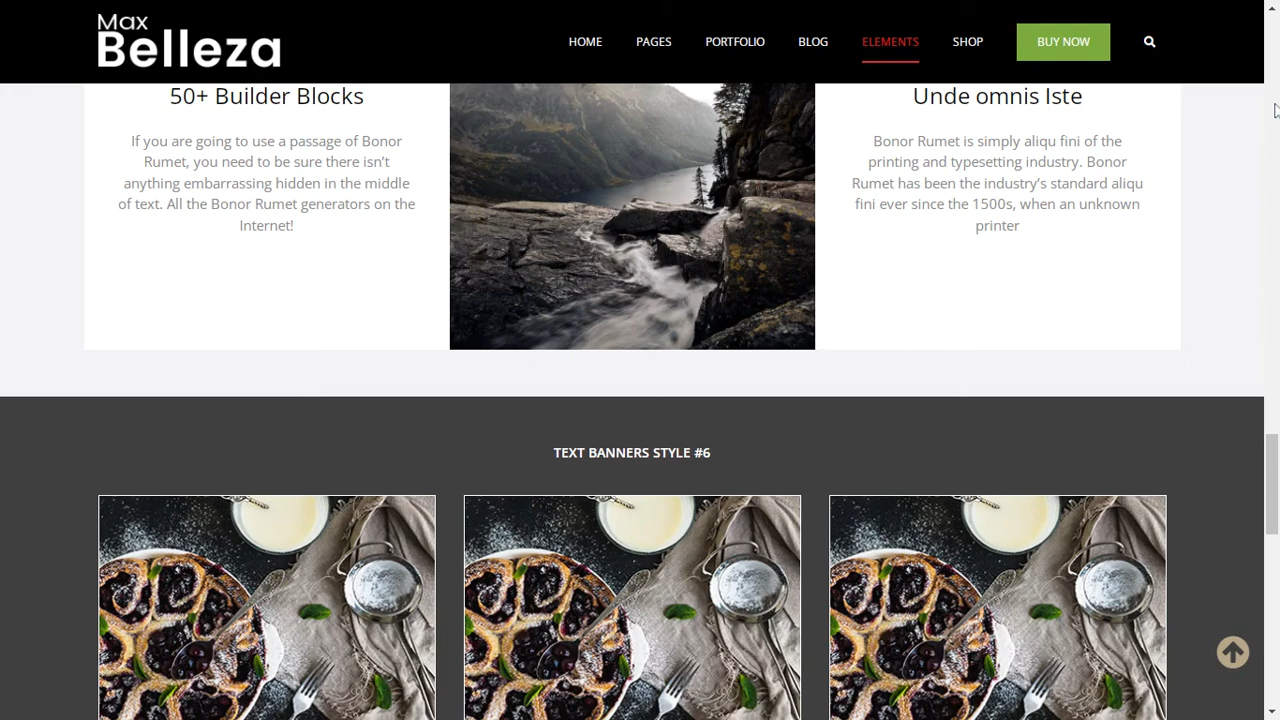 Max
Belleza
HOME PAGES PORTFOLIO BLOG ELEMENTS SHOP BUY NOW
50+ Builder Blocks
If you are going to use a passage of Bonor
Rumet, you need to be sure there isn’t
anything embarrassing hidden in the middle
of text. All the Bonor Rumet generators on the
Internet!
Unde omnis Iste
Bonor Rumet is simply aliqu fini of the
printing and typesetting industry. Bonor
Rumet has been the industry’s standard aliqu
fini ever since the 1500s, when an unknown
printer
TEXT BANNERS STYLE #6